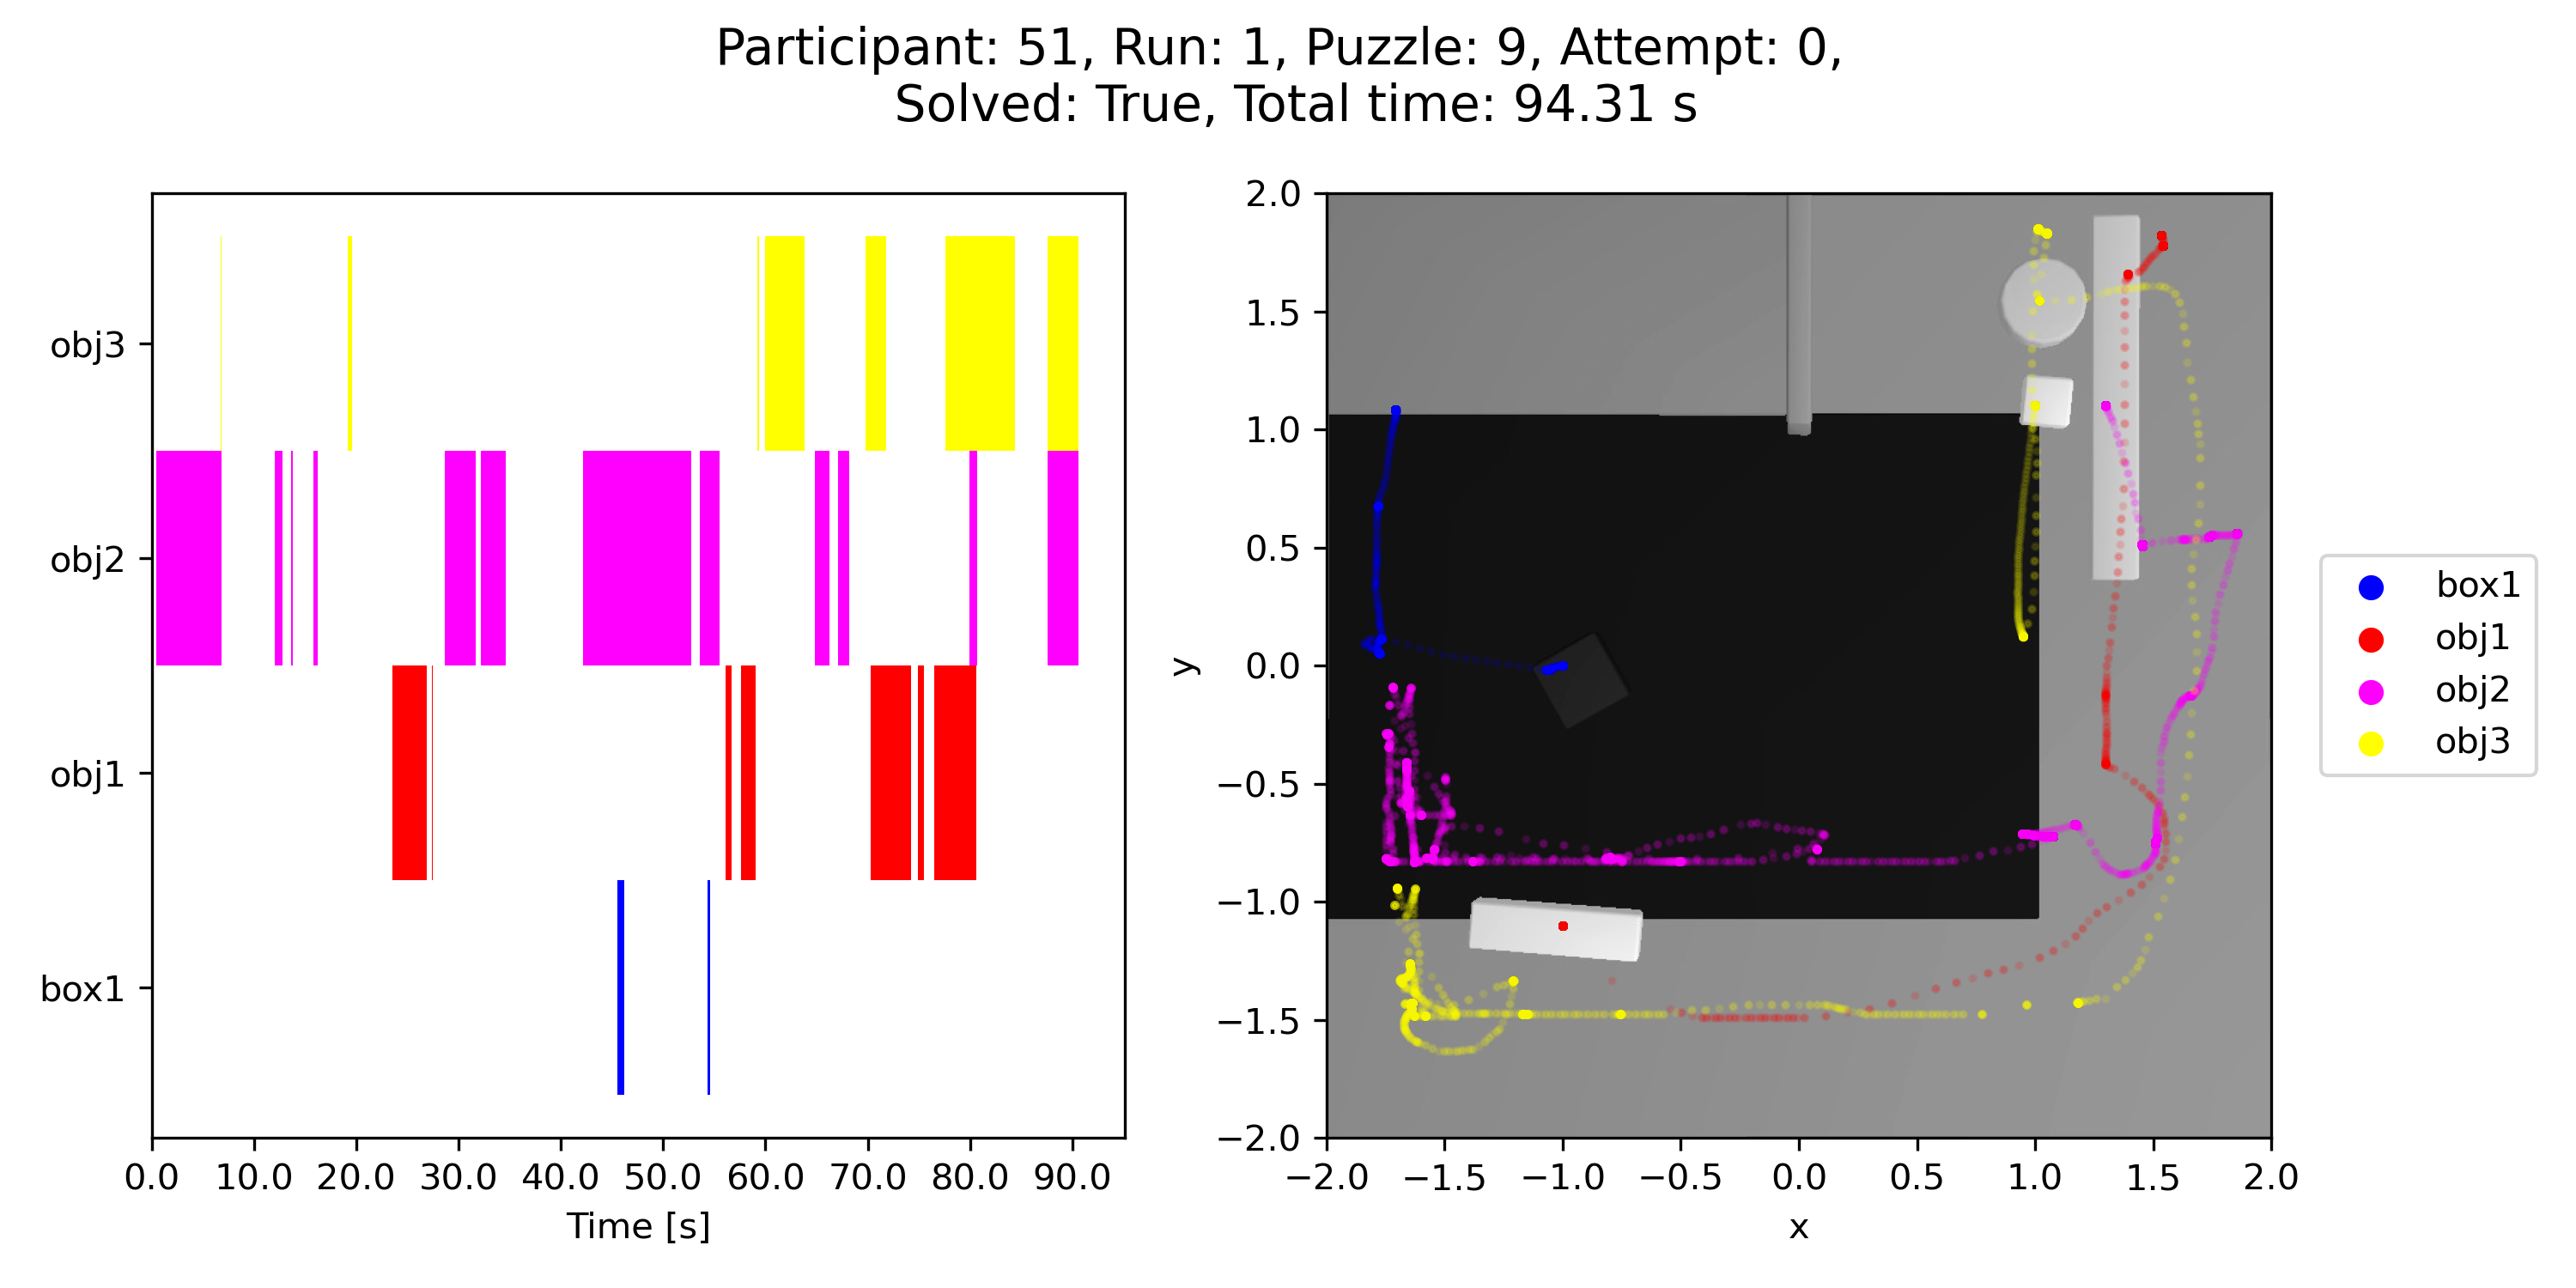 Participant: 51, Run: 1, Puzzle: 9, Attempt: 0,
Solved: True, Total time: 94.31 s
obj3
obj2
obj1
box1
0.0 10.0 20.0 30.0 40.0 50.0 60.0 70.0 80.0 90.0
Time [s]
2.0
1.5
1.0
0.5
0.0
−0.5
−1.0
−1.5
−2.0
y
−2.0 −1.5 −1.0 −0.5 0.0 0.5 1.0 1.5 2.0
x
box1
obj1
obj2
obj3